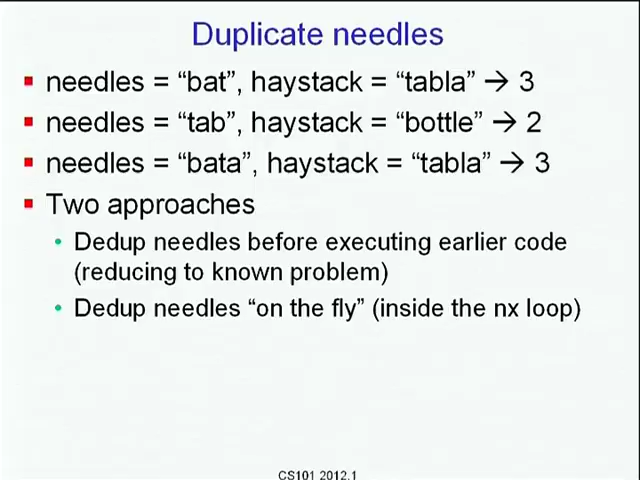 Duplicate needles
needles = “bat”, haystack = “tabla” → 3
needles = “tab”, haystack = “bottle” → 2
needles = “bata”, haystack = “tabla” → 3
Two approaches
Dedup needles before executing earlier code
(reducing to known problem)
Dedup needles “on the fly” (inside the nx loop)
CS101 2012.1